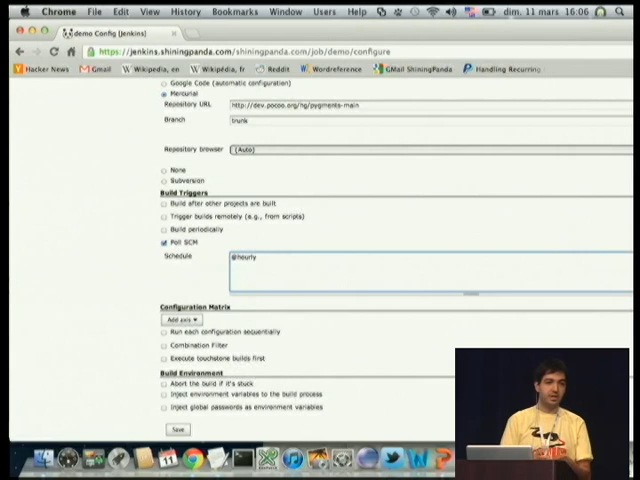 Chrome File Edit View History Bookmarks Window Help dim. 11 mars 16:06
demo Config [Jenkins]
https://jenkins.shiningpanda.com/shiningpanda.com/job/demo/configure
Hacker News Gmail Wikipedia, en Wikipédia, fr Reddit Wordreference GMail ShiningPanda Handling Recurring
Google Code (automatic configuration)
Mercurial
Repository URL http://dev.pocoo.org/hg/pygments-main
Branch trunk
Repository browser (Auto)
None
Subversion
Build Triggers
Build after other projects are built
Trigger builds remotely (e.g., from scripts)
Build periodically
Poll SCM
Schedule @hourly
Configuration Matrix
Add axis
Run each configuration sequentially
Combination Filter
Execute touchstone builds first
Build Environment
Abort the build if it's stuck
Inject environment variables to the build process
Inject global passwords as environment variables
Save
11